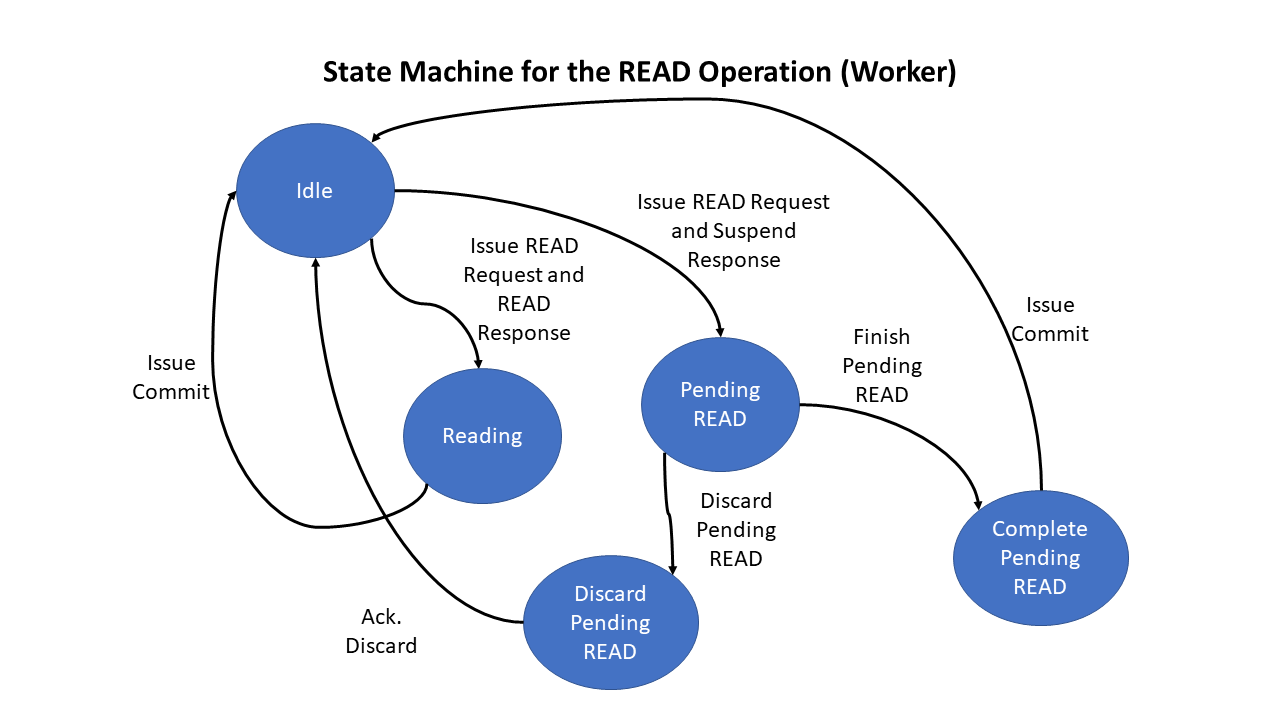 State Machine for the READ Operation (Worker)
Idle
Issue READ Request
and Suspend
Response
Issue READ
Request and
READ
Response
Issue
Commit
Finish
Pending
READ
Issue
Commit
Pending
READ
Reading
Discard
Pending
READ
Complete
Pending
READ
Discard
Pending
READ
Ack.
Discard